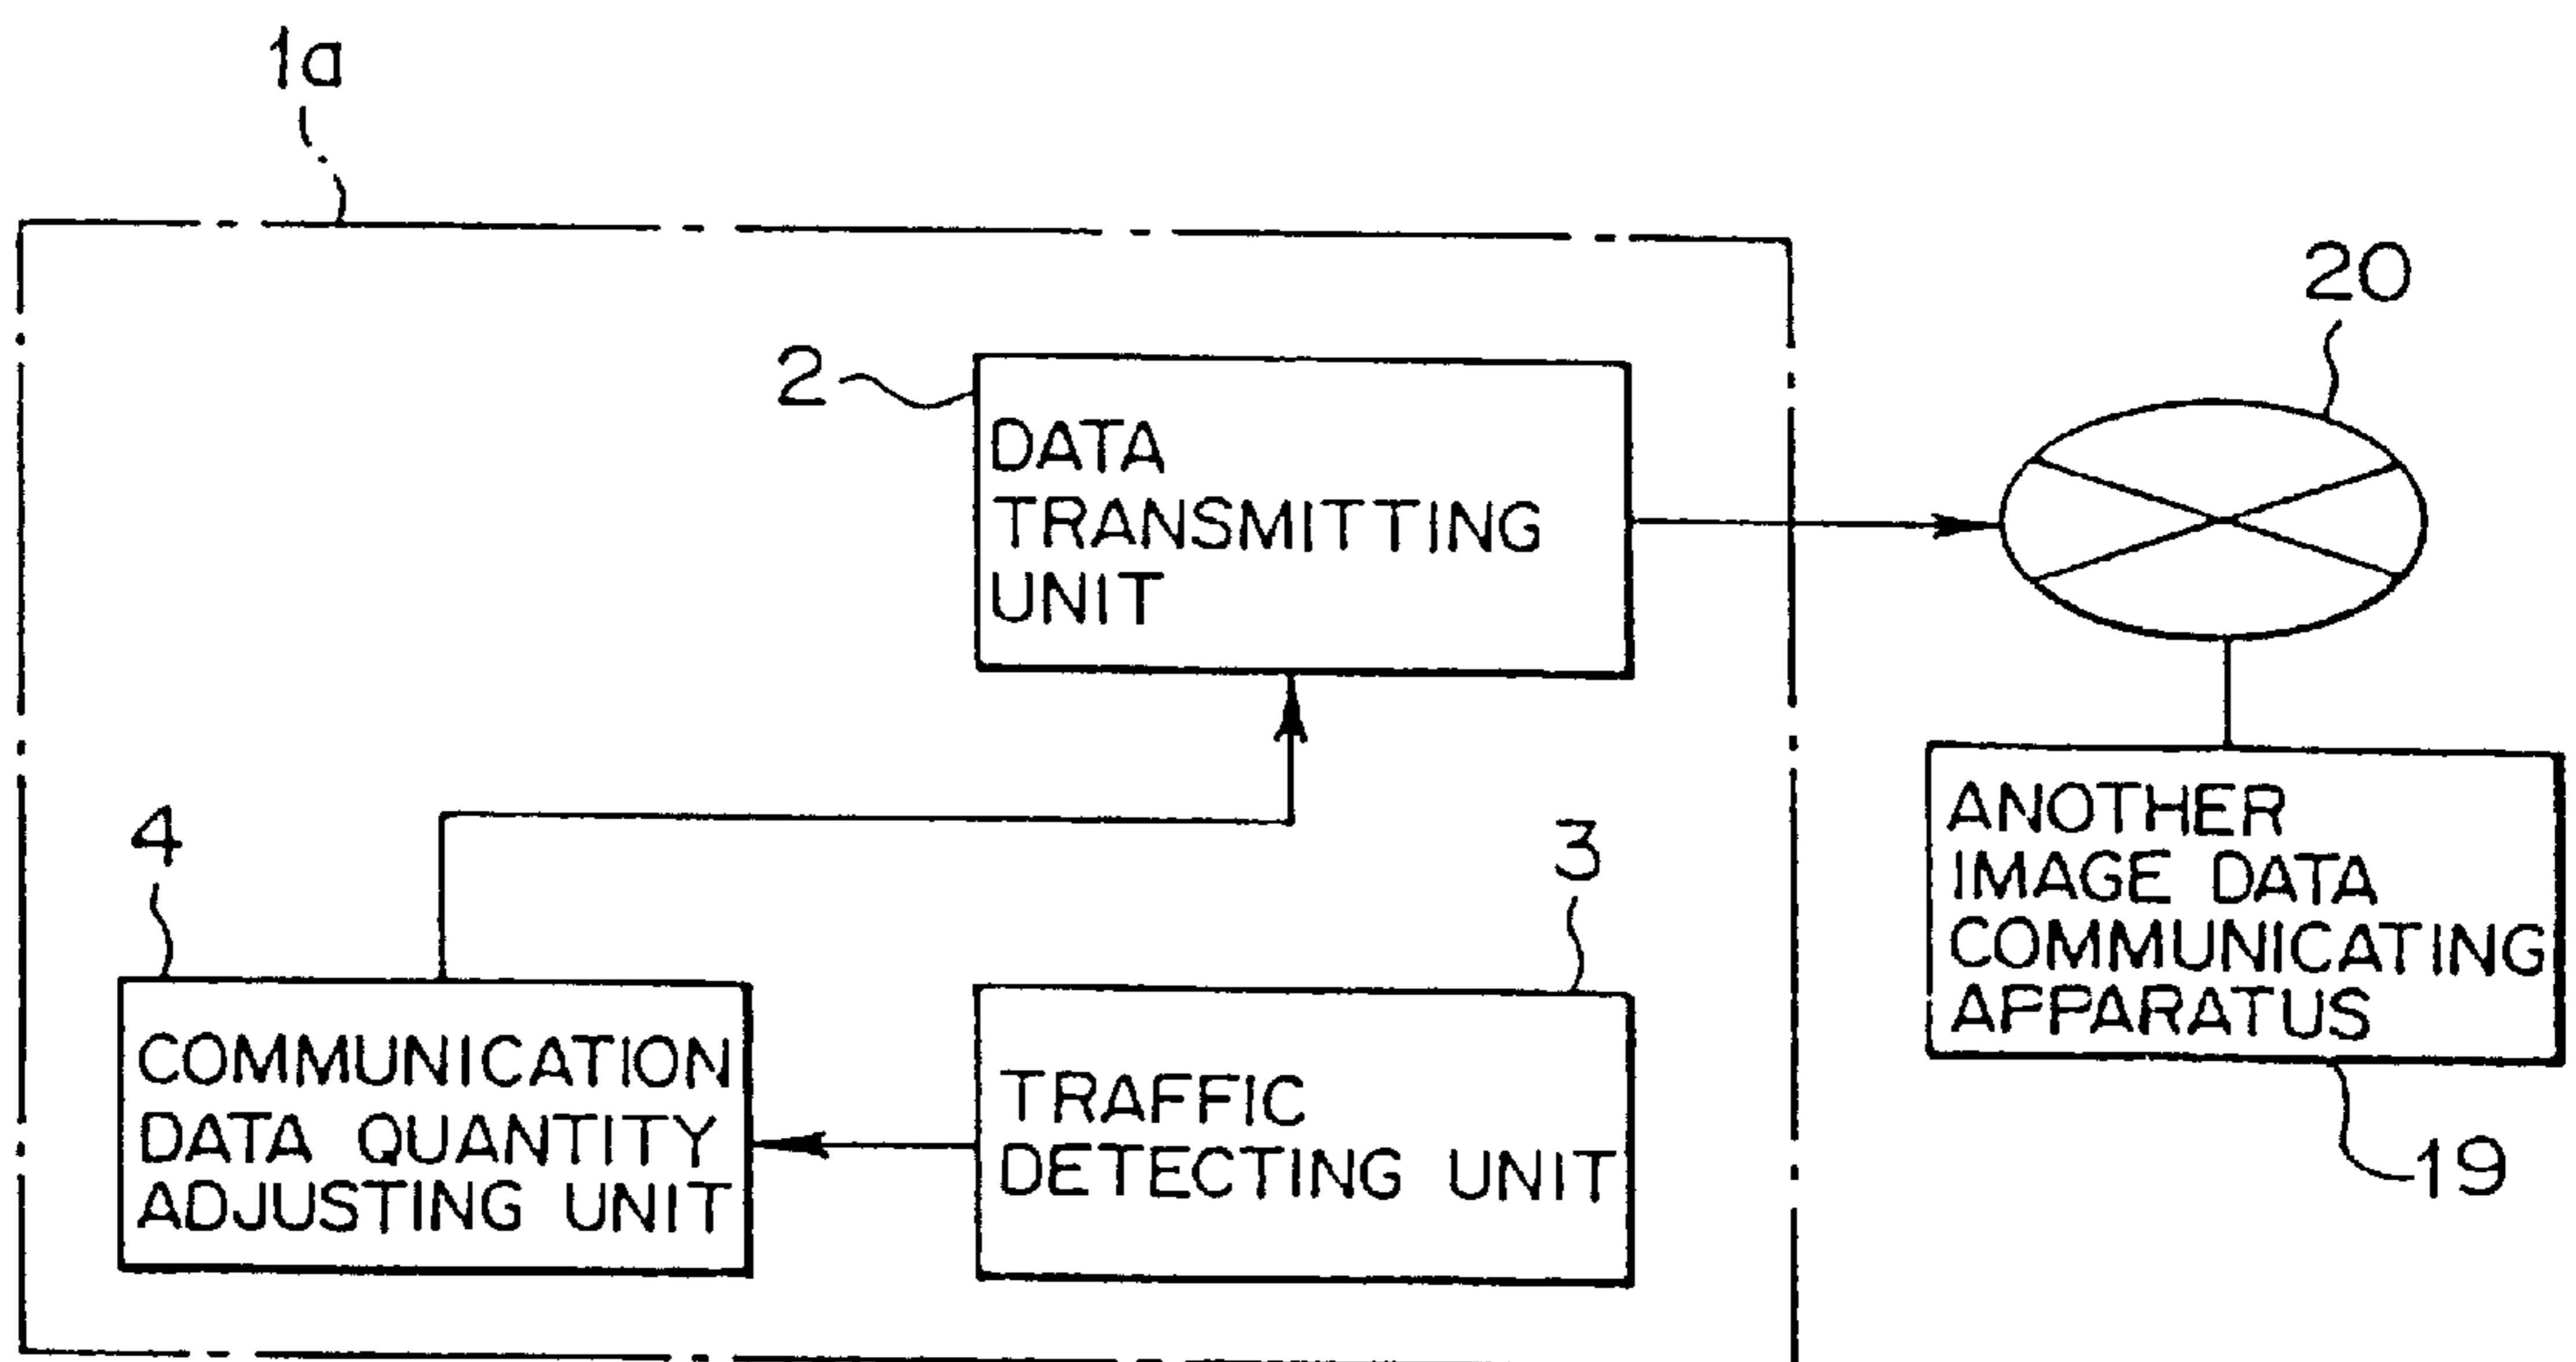 1a
20
2
DATA
TRANSMITTING
UNIT
4
3
ANOTHER
IMAGE DATA
COMMUNICATING
APPARATUS
COMMUNICATION
DATA QUANTITY
ADJUSTING UNIT
TRAFFIC
DETECTING UNIT
19